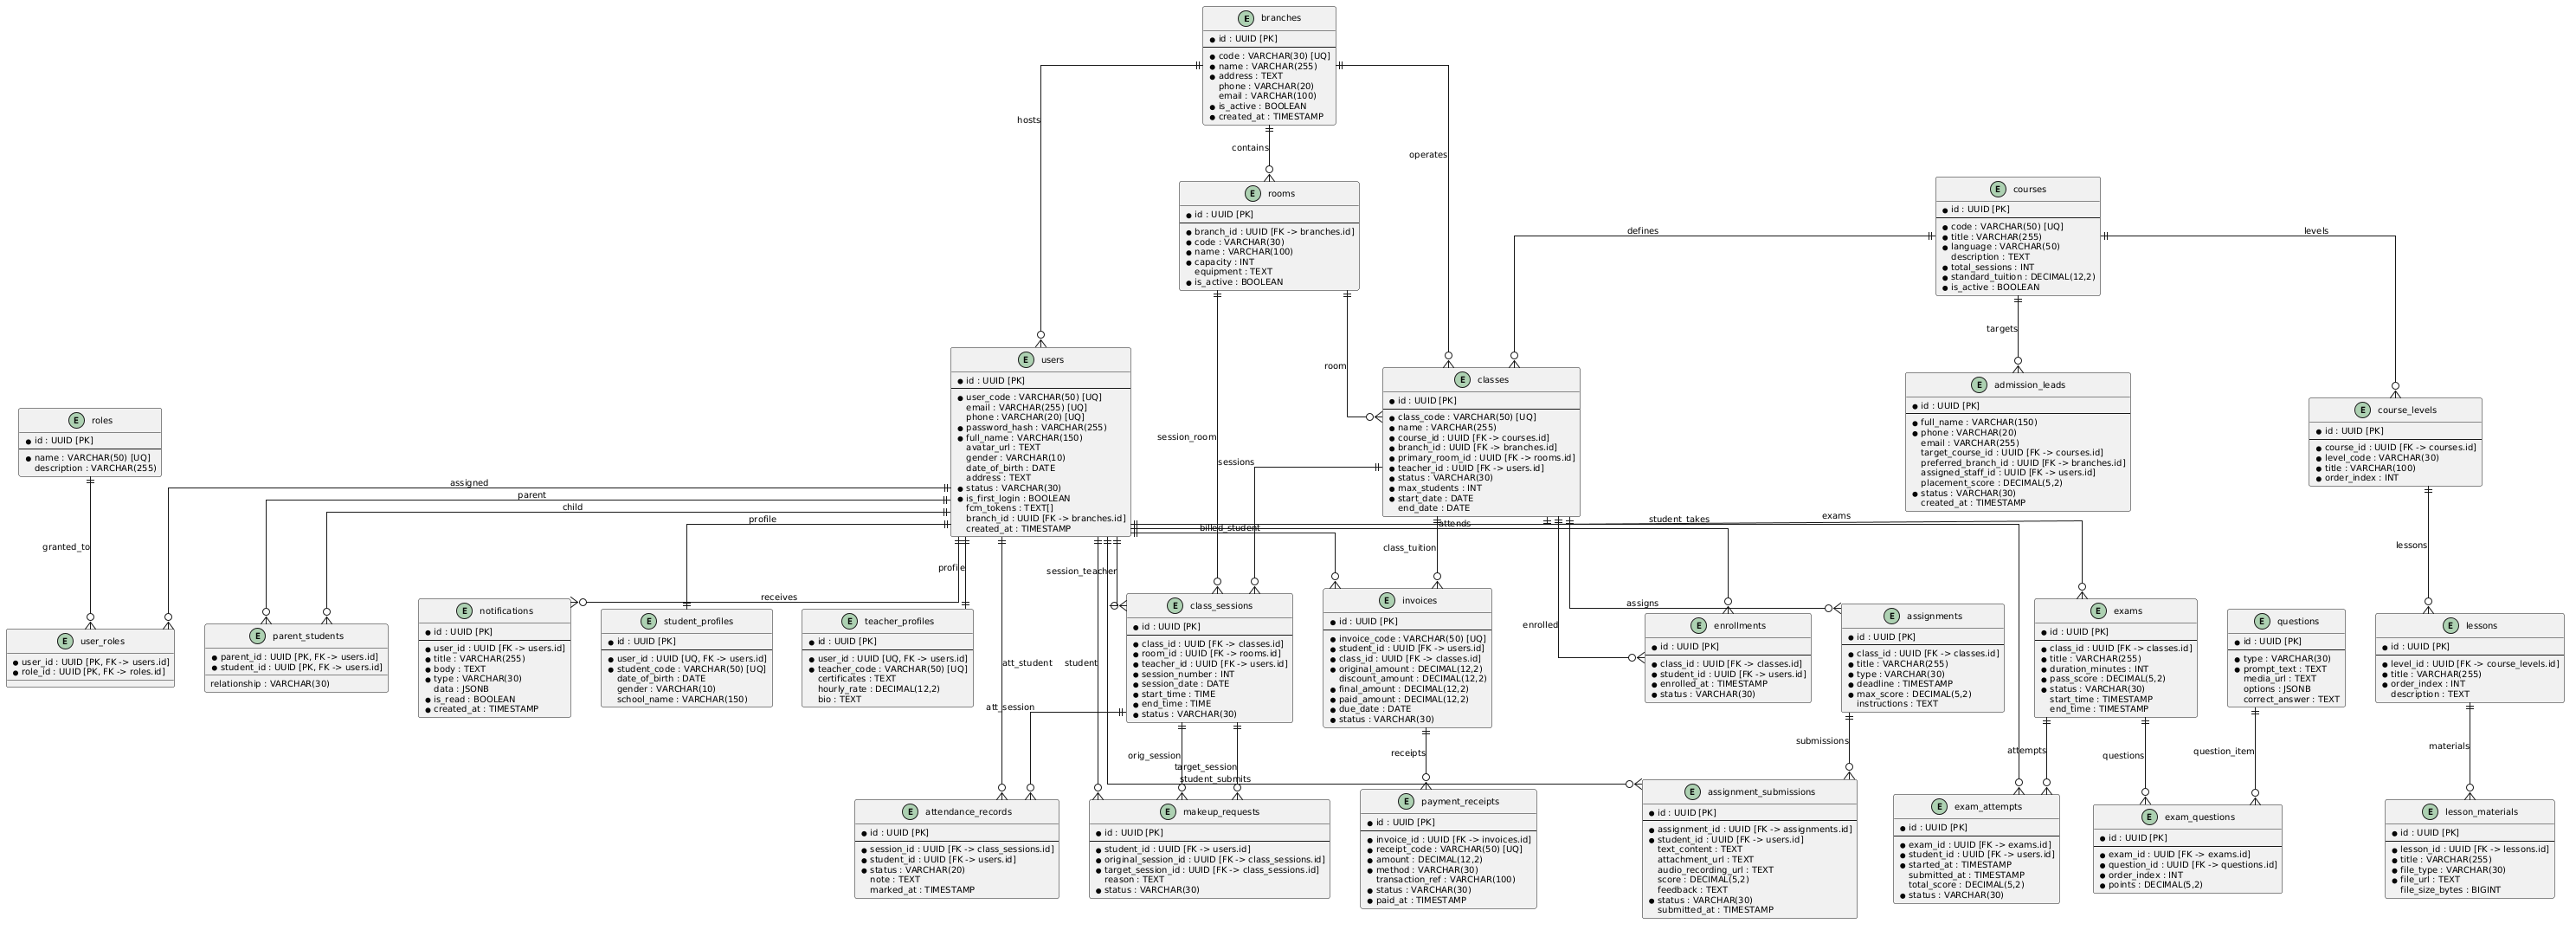 E branches
id : UUID [PK]
code : VARCHAR(30) [UQ]
name : VARCHAR(255)
address : TEXT
phone : VARCHAR(20)
email : VARCHAR(100)
is_active : BOOLEAN
created_at : TIMESTAMP
hosts
contains
operates
E rooms
id : UUID [PK]
branch_id : UUID [FK -> branches.id]
code : VARCHAR(30)
name : VARCHAR(100)
capacity : INT
equipment : TEXT
is_active : BOOLEAN
E courses
id : UUID [PK]
code : VARCHAR(50) [UQ]
title : VARCHAR(255)
language : VARCHAR(50)
description : TEXT
total_sessions : INT
standard_tuition : DECIMAL(12,2)
is_active : BOOLEAN
defines
levels
targets
room
session_room
sessions
E users
id : UUID [PK]
user_code : VARCHAR(50) [UQ]
email : VARCHAR(255) [UQ]
phone : VARCHAR(20) [UQ]
password_hash : VARCHAR(255)
full_name : VARCHAR(150)
avatar_url : TEXT
gender : VARCHAR(10)
date_of_birth : DATE
address : TEXT
status : VARCHAR(30)
is_first_login : BOOLEAN
fcm_tokens : TEXT[]
branch_id : UUID [FK -> branches.id]
created_at : TIMESTAMP
E classes
id : UUID [PK]
class_code : VARCHAR(50) [UQ]
name : VARCHAR(255)
course_id : UUID [FK -> courses.id]
branch_id : UUID [FK -> branches.id]
primary_room_id : UUID [FK -> rooms.id]
teacher_id : UUID [FK -> users.id]
status : VARCHAR(30)
max_students : INT
start_date : DATE
end_date : DATE
E admission_leads
id : UUID [PK]
full_name : VARCHAR(150)
phone : VARCHAR(20)
email : VARCHAR(255)
target_course_id : UUID [FK -> courses.id]
preferred_branch_id : UUID [FK -> branches.id]
assigned_staff_id : UUID [FK -> users.id]
placement_score : DECIMAL(5,2)
status : VARCHAR(30)
created_at : TIMESTAMP
E course_levels
id : UUID [PK]
course_id : UUID [FK -> courses.id]
level_code : VARCHAR(30)
title : VARCHAR(100)
order_index : INT
E roles
id : UUID [PK]
name : VARCHAR(50) [UQ]
description : VARCHAR(255)
granted_to
assigned
parent
child
profile
profile
receives
session_teacher
billed_student
attends
student_takes
exams
class_tuition
assigns
enrolled
lessons
E user_roles
user_id : UUID [PK, FK -> users.id]
role_id : UUID [PK, FK -> roles.id]
E parent_students
parent_id : UUID [PK, FK -> users.id]
student_id : UUID [PK, FK -> users.id]
relationship : VARCHAR(30)
E notifications
id : UUID [PK]
user_id : UUID [FK -> users.id]
title : VARCHAR(255)
body : TEXT
type : VARCHAR(30)
data : JSONB
is_read : BOOLEAN
created_at : TIMESTAMP
E student_profiles
id : UUID [PK]
user_id : UUID [UQ, FK -> users.id]
student_code : VARCHAR(50) [UQ]
date_of_birth : DATE
gender : VARCHAR(10)
school_name : VARCHAR(150)
E teacher_profiles
id : UUID [PK]
user_id : UUID [UQ, FK -> users.id]
teacher_code : VARCHAR(50) [UQ]
certificates : TEXT
hourly_rate : DECIMAL(12,2)
bio : TEXT
E class_sessions
id : UUID [PK]
class_id : UUID [FK -> classes.id]
room_id : UUID [FK -> rooms.id]
teacher_id : UUID [FK -> users.id]
session_number : INT
session_date : DATE
start_time : TIME
end_time : TIME
status : VARCHAR(30)
E invoices
id : UUID [PK]
invoice_code : VARCHAR(50) [UQ]
student_id : UUID [FK -> users.id]
class_id : UUID [FK -> classes.id]
original_amount : DECIMAL(12,2)
discount_amount : DECIMAL(12,2)
final_amount : DECIMAL(12,2)
paid_amount : DECIMAL(12,2)
due_date : DATE
status : VARCHAR(30)
E enrollments
id : UUID [PK]
class_id : UUID [FK -> classes.id]
student_id : UUID [FK -> users.id]
enrolled_at : TIMESTAMP
status : VARCHAR(30)
E assignments
id : UUID [PK]
class_id : UUID [FK -> classes.id]
title : VARCHAR(255)
type : VARCHAR(30)
deadline : TIMESTAMP
max_score : DECIMAL(5,2)
instructions : TEXT
E exams
id : UUID [PK]
class_id : UUID [FK -> classes.id]
title : VARCHAR(255)
duration_minutes : INT
pass_score : DECIMAL(5,2)
status : VARCHAR(30)
start_time : TIMESTAMP
end_time : TIMESTAMP
E questions
id : UUID [PK]
type : VARCHAR(30)
prompt_text : TEXT
media_url : TEXT
options : JSONB
correct_answer : TEXT
E lessons
id : UUID [PK]
level_id : UUID [FK -> course_levels.id]
title : VARCHAR(255)
order_index : INT
description : TEXT
att_student
student
att_session
orig_session
target_session
student_submits
receipts
submissions
attempts
questions
question_item
materials
E attendance_records
id : UUID [PK]
session_id : UUID [FK -> class_sessions.id]
student_id : UUID [FK -> users.id]
status : VARCHAR(20)
note : TEXT
marked_at : TIMESTAMP
E makeup_requests
id : UUID [PK]
student_id : UUID [FK -> users.id]
original_session_id : UUID [FK -> class_sessions.id]
target_session_id : UUID [FK -> class_sessions.id]
reason : TEXT
status : VARCHAR(30)
E payment_receipts
id : UUID [PK]
invoice_id : UUID [FK -> invoices.id]
receipt_code : VARCHAR(50) [UQ]
amount : DECIMAL(12,2)
method : VARCHAR(30)
transaction_ref : VARCHAR(100)
status : VARCHAR(30)
paid_at : TIMESTAMP
E assignment_submissions
id : UUID [PK]
assignment_id : UUID [FK -> assignments.id]
student_id : UUID [FK -> users.id]
text_content : TEXT
attachment_url : TEXT
audio_recording_url : TEXT
score : DECIMAL(5,2)
feedback : TEXT
status : VARCHAR(30)
submitted_at : TIMESTAMP
E exam_attempts
id : UUID [PK]
exam_id : UUID [FK -> exams.id]
student_id : UUID [FK -> users.id]
started_at : TIMESTAMP
submitted_at : TIMESTAMP
total_score : DECIMAL(5,2)
status : VARCHAR(30)
E exam_questions
id : UUID [PK]
exam_id : UUID [FK -> exams.id]
question_id : UUID [FK -> questions.id]
order_index : INT
points : DECIMAL(5,2)
E lesson_materials
id : UUID [PK]
lesson_id : UUID [FK -> lessons.id]
title : VARCHAR(255)
file_type : VARCHAR(30)
file_url : TEXT
file_size_bytes : BIGINT